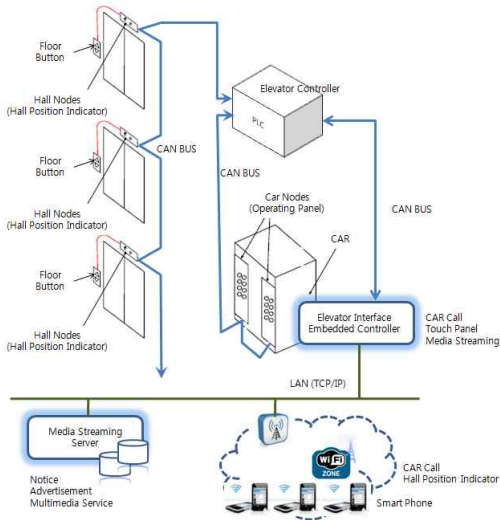 Floor
Button
Hall Nodes
(Hall Position Indicator)
Elevator Controller
PLC
Floor
Button
CAN BUS
CAN BUS
Car Nodes
(Operating Panel)
Hall Nodes
(Hall Position Indicator)
CAN BUS
CAR
Floor
Button
Elevator Interface
Embedded Controller
CAR Call
Touch Panel
Media Streaming
Hall Nodes
(Hall Position Indicator)
LAN (TCP/IP)
Media Streaming
Server
WiFi
ZONE
CAR Call
Hall Position Indicator
Notice
Advertisement
Multimedia Service
Smart Phone